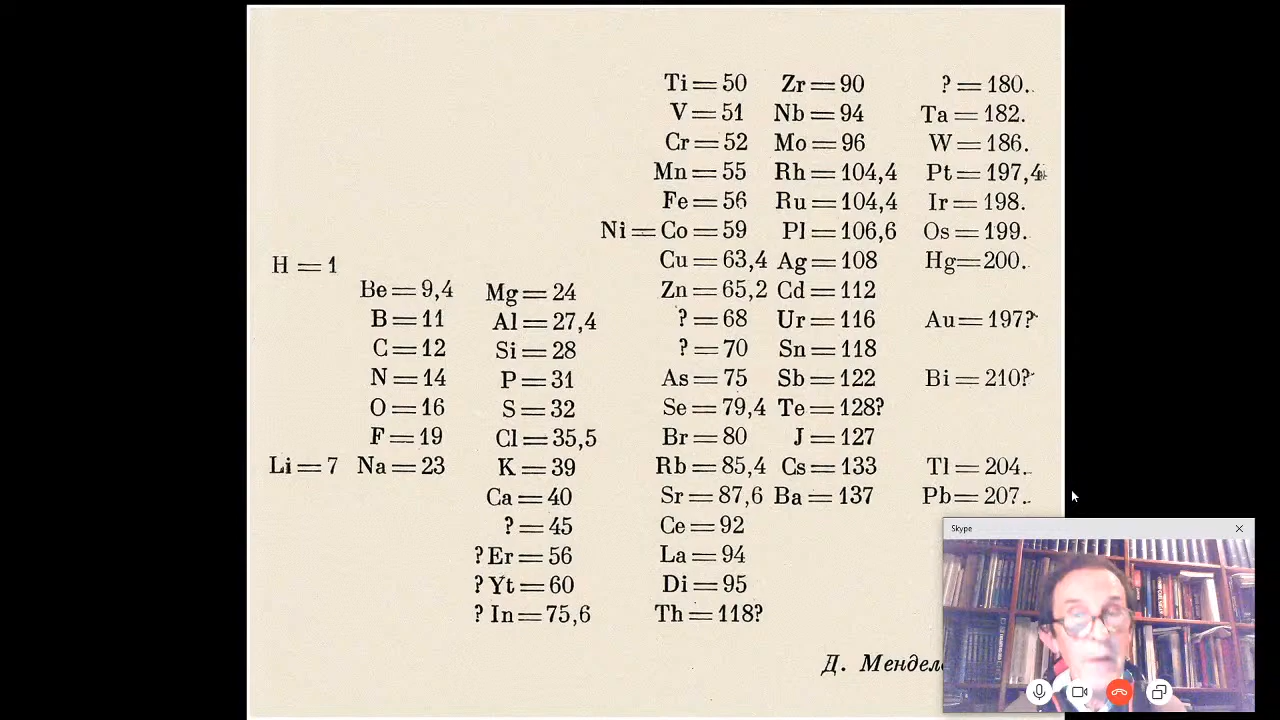 Ti = 50 Zr = 90 ? = 180.
V = 51 Nb = 94 Ta = 182.
Cr = 52 Mo = 96 W = 186.
Mn = 55 Rh = 104,4 Pt = 197,4
Fe = 56 Ru = 104,4 Ir = 198.
Ni = Co = 59 Pl = 106,6 Os = 199.
H = 1 Cu = 63,4 Ag = 108 Hg = 200.
Be = 9,4 Mg = 24 Zn = 65,2 Cd = 112
B = 11 Al = 27,4 ? = 68 Ur = 116 Au = 197?
C = 12 Si = 28 ? = 70 Sn = 118
N = 14 P = 31 As = 75 Sb = 122 Bi = 210?
O = 16 S = 32 Se = 79,4 Te = 128?
F = 19 Cl = 35,5 Br = 80 J = 127
Li = 7 Na = 23 K = 39 Rb = 85,4 Cs = 133 Tl = 204.
Ca = 40 Sr = 87,6 Ba = 137 Pb = 207.
? = 45 Ce = 92
? Er = 56 La = 94
? Yt = 60 Di = 95
? In = 75,6 Th = 118?
Д. Менделе
Skype